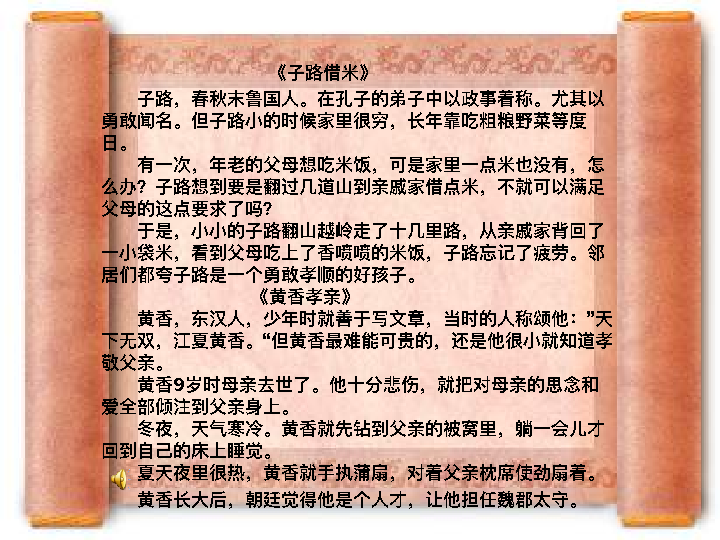 《子路借米》
子路，春秋末鲁国人。在孔子的弟子中以政事著称。尤其以
勇敢闻名。但子路小的时候家里很穷，长年靠吃粗粮野菜等度
日。
有一次，年老的父母想吃米饭，可是家里一点米也没有，怎
么办？子路想到要是翻过几道山到亲戚家借点米，不就可以满足
父母的这点要求了吗？
于是，小小的子路翻山越岭走了十几里路，从亲戚家背回了
一小袋米，看到父母吃上了香喷喷的米饭，子路忘记了疲劳。邻
居们都夸子路是一个勇敢孝顺的好孩子。
《黄香孝亲》
黄香，东汉人，少年时就善于写文章，当时的人称颂他：”天
下无双，江夏黄香。“但黄香最难能可贵的，还是他很小就知道孝
敬父亲。
黄香9岁时母亲去世了。他十分悲伤，就把对母亲的思念和
爱全部倾注到父亲身上。
冬夜，天气寒冷。黄香就先钻到父亲的被窝里，躺一会儿才
回到自己的床上睡觉。
夏天夜里很热，黄香就手执蒲扇，对着父亲枕席使劲扇着。
黄香长大后，朝廷觉得他是个人才，让他担任魏郡太守。